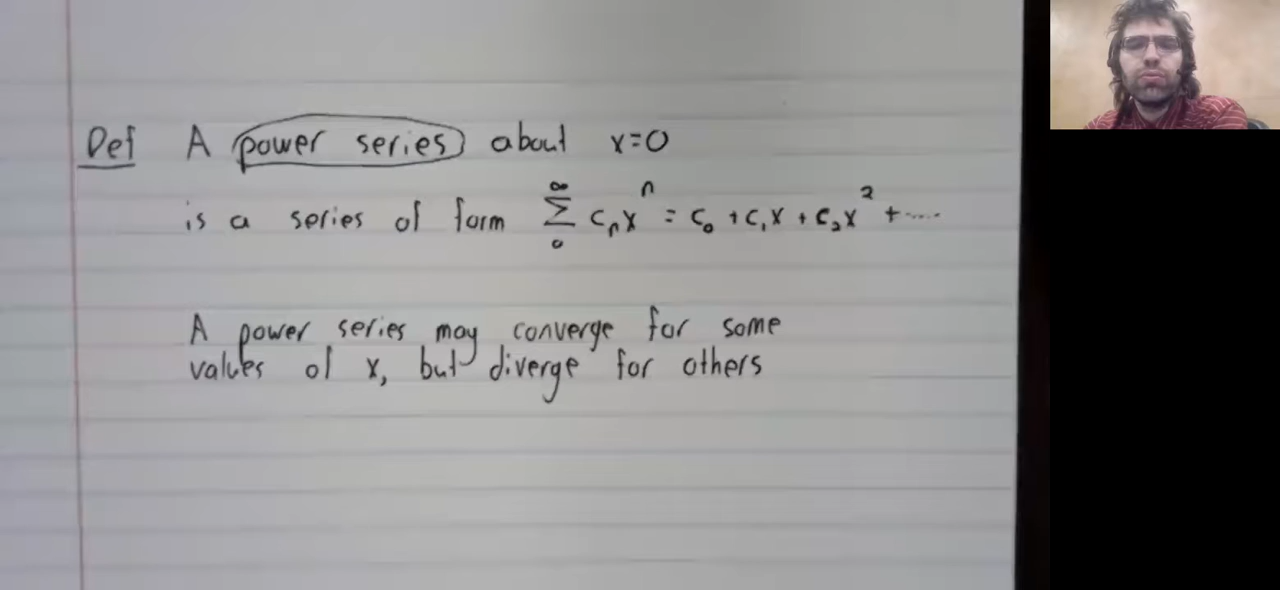 Def A power series about x=0
is a series of form ∞ Σ 0 cₙxⁿ = c₀ + c₁x + c₂x² + .....
A power series may converge for some
values of x, but diverge for others